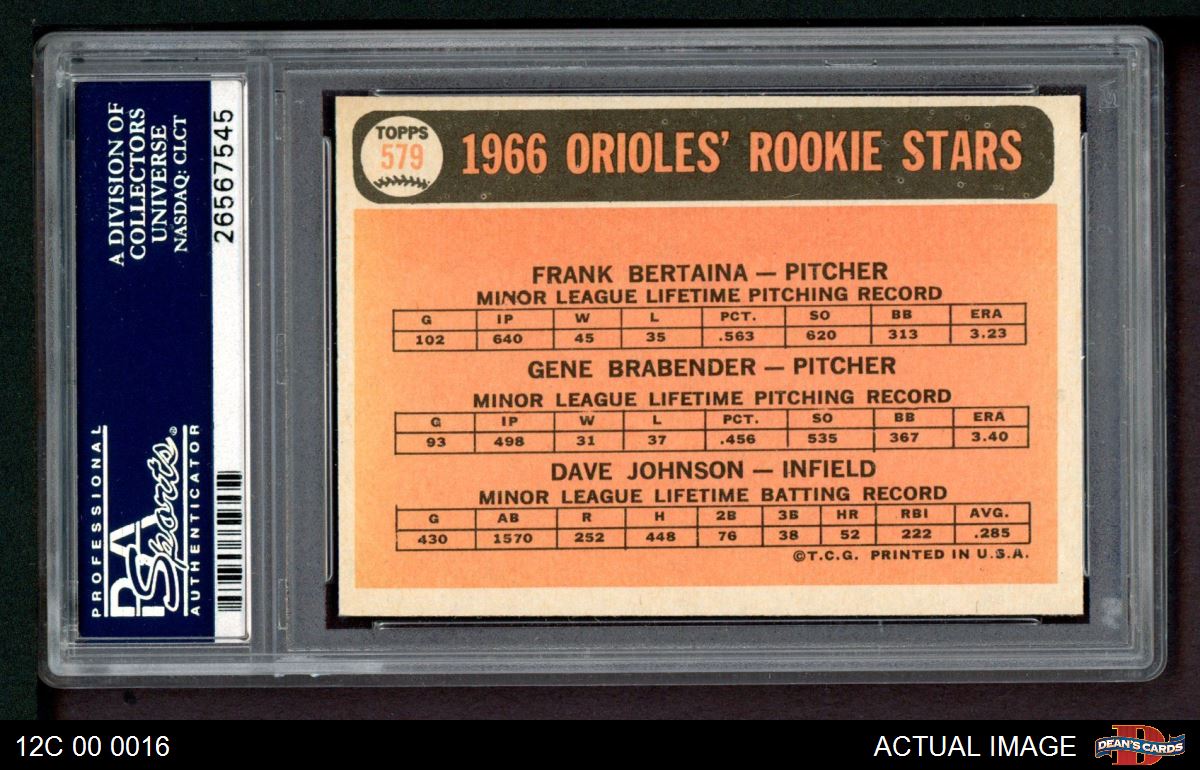 A DIVISION OF
COLLECTORS
UNIVERSE
NASDAQ: CLCT
26567545
PROFESSIONAL
PSA
Sports®
AUTHENTICATOR
TOPPS
579
1966 ORIOLES' ROOKIE STARS
FRANK BERTAINA — PITCHER
MINOR LEAGUE LIFETIME PITCHING RECORD
G IP W L PCT. SO BB ERA
102 640 45 35 .563 620 313 3.23
GENE BRABENDER — PITCHER
MINOR LEAGUE LIFETIME PITCHING RECORD
G IP W L PCT. SO BB ERA
93 498 31 37 .456 535 367 3.40
DAVE JOHNSON — INFIELD
MINOR LEAGUE LIFETIME BATTING RECORD
G AB R H 2B 3B HR RBI AVG.
430 1570 252 448 76 38 52 222 .285
©T.C.G. PRINTED IN U.S.A.
12C 00 0016
ACTUAL IMAGE
D
DEAN'S CARDS